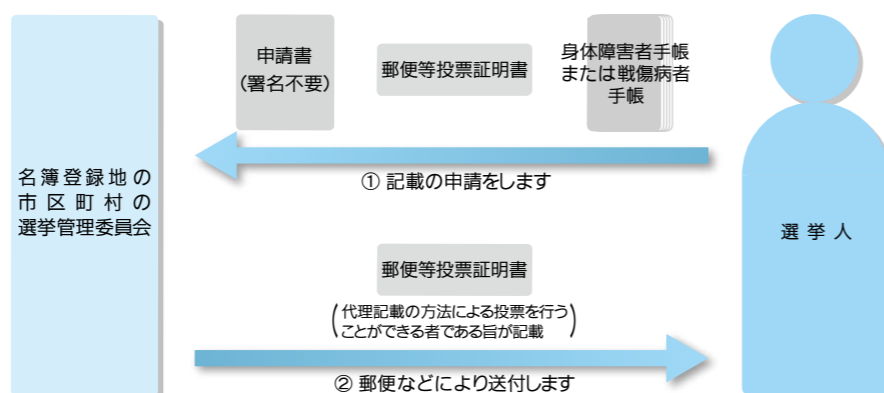 申請書
（署名不要）
郵便等投票証明書
身体障害者手帳
または戦傷病者
手帳
① 記載の申請をします
名簿登録地の
市区町村の
選挙管理委員会
選挙人
郵便等投票証明書
（代理記載の方法による投票を行う
ことができる者である旨が記載）
② 郵便などにより送付します